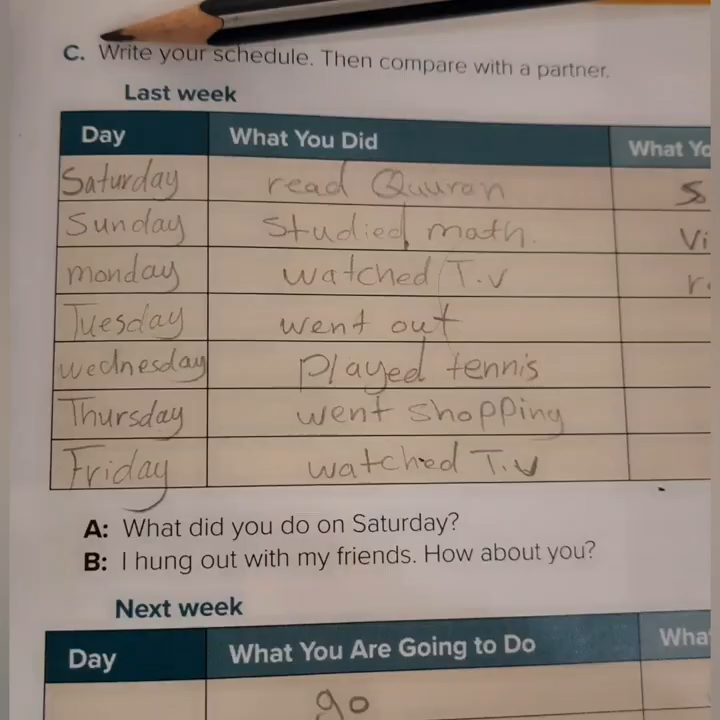 C. Write your schedule. Then compare with a partner.
Last week
Day What You Did What Yo
Saturday read Quuran S
Sunday Studied math. Vi
monday watched T.V r
Tuesday went out
wednesday played tennis
Thursday went shopping
Friday watched T.V
A: What did you do on Saturday?
B: I hung out with my friends. How about you?
Next week
Day What You Are Going to Do Wha
go